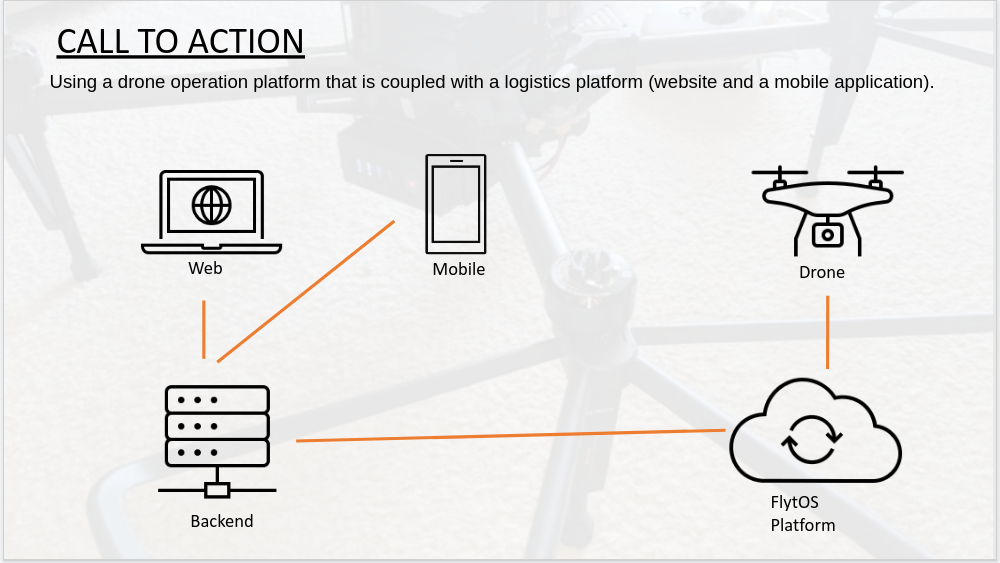 CALL TO ACTION
Using a drone operation platform that is coupled with a logistics platform (website and a mobile application).
Web
Mobile
Drone
Backend
FlytOS
Platform